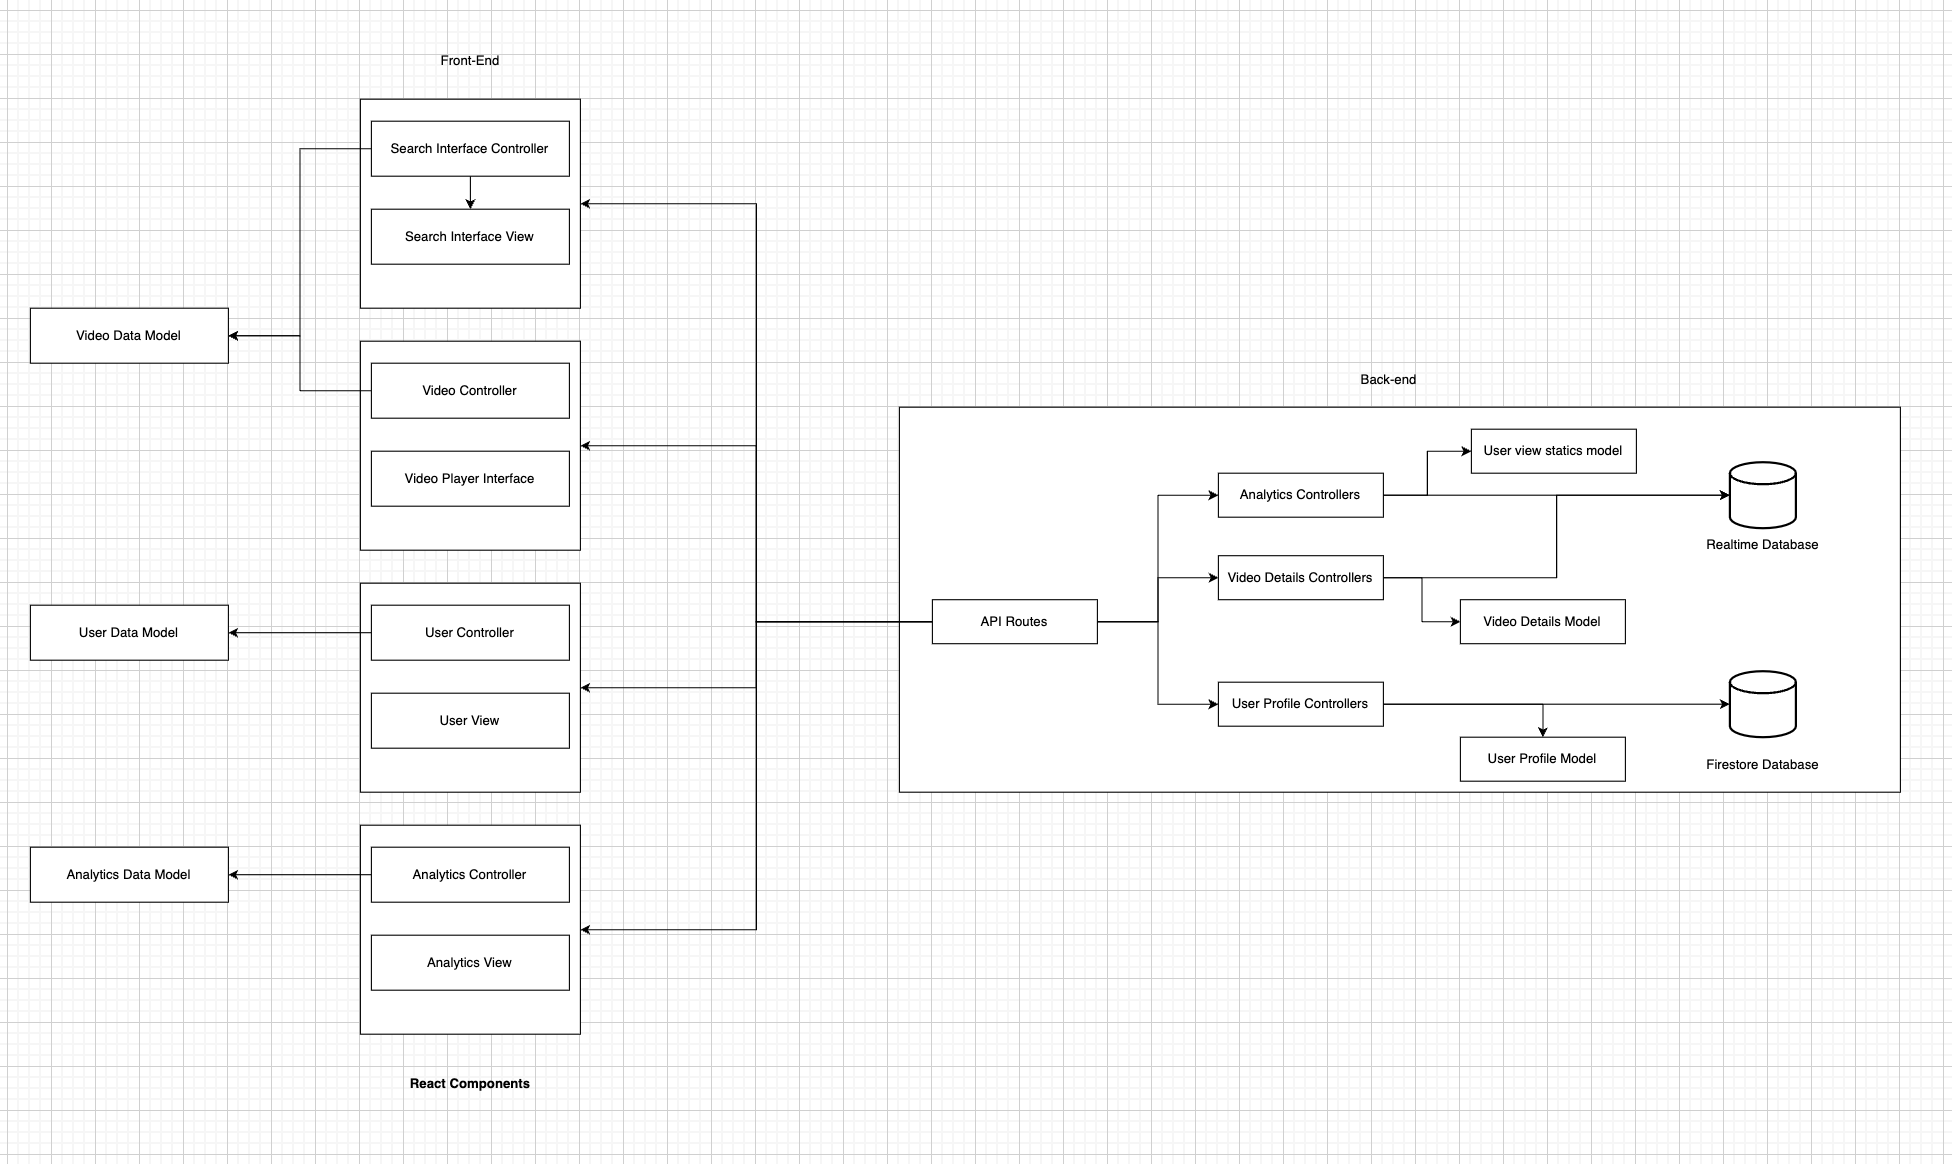 Front-End
Search Interface Controller
Search Interface View
Video Data Model
Video Controller
Video Player Interface
User Data Model
User Controller
User View
Analytics Data Model
Analytics Controller
Analytics View
React Components
Back-end
User view statics model
Analytics Controllers
Realtime Database
Video Details Controllers
API Routes
Video Details Model
User Profile Controllers
User Profile Model
Firestore Database